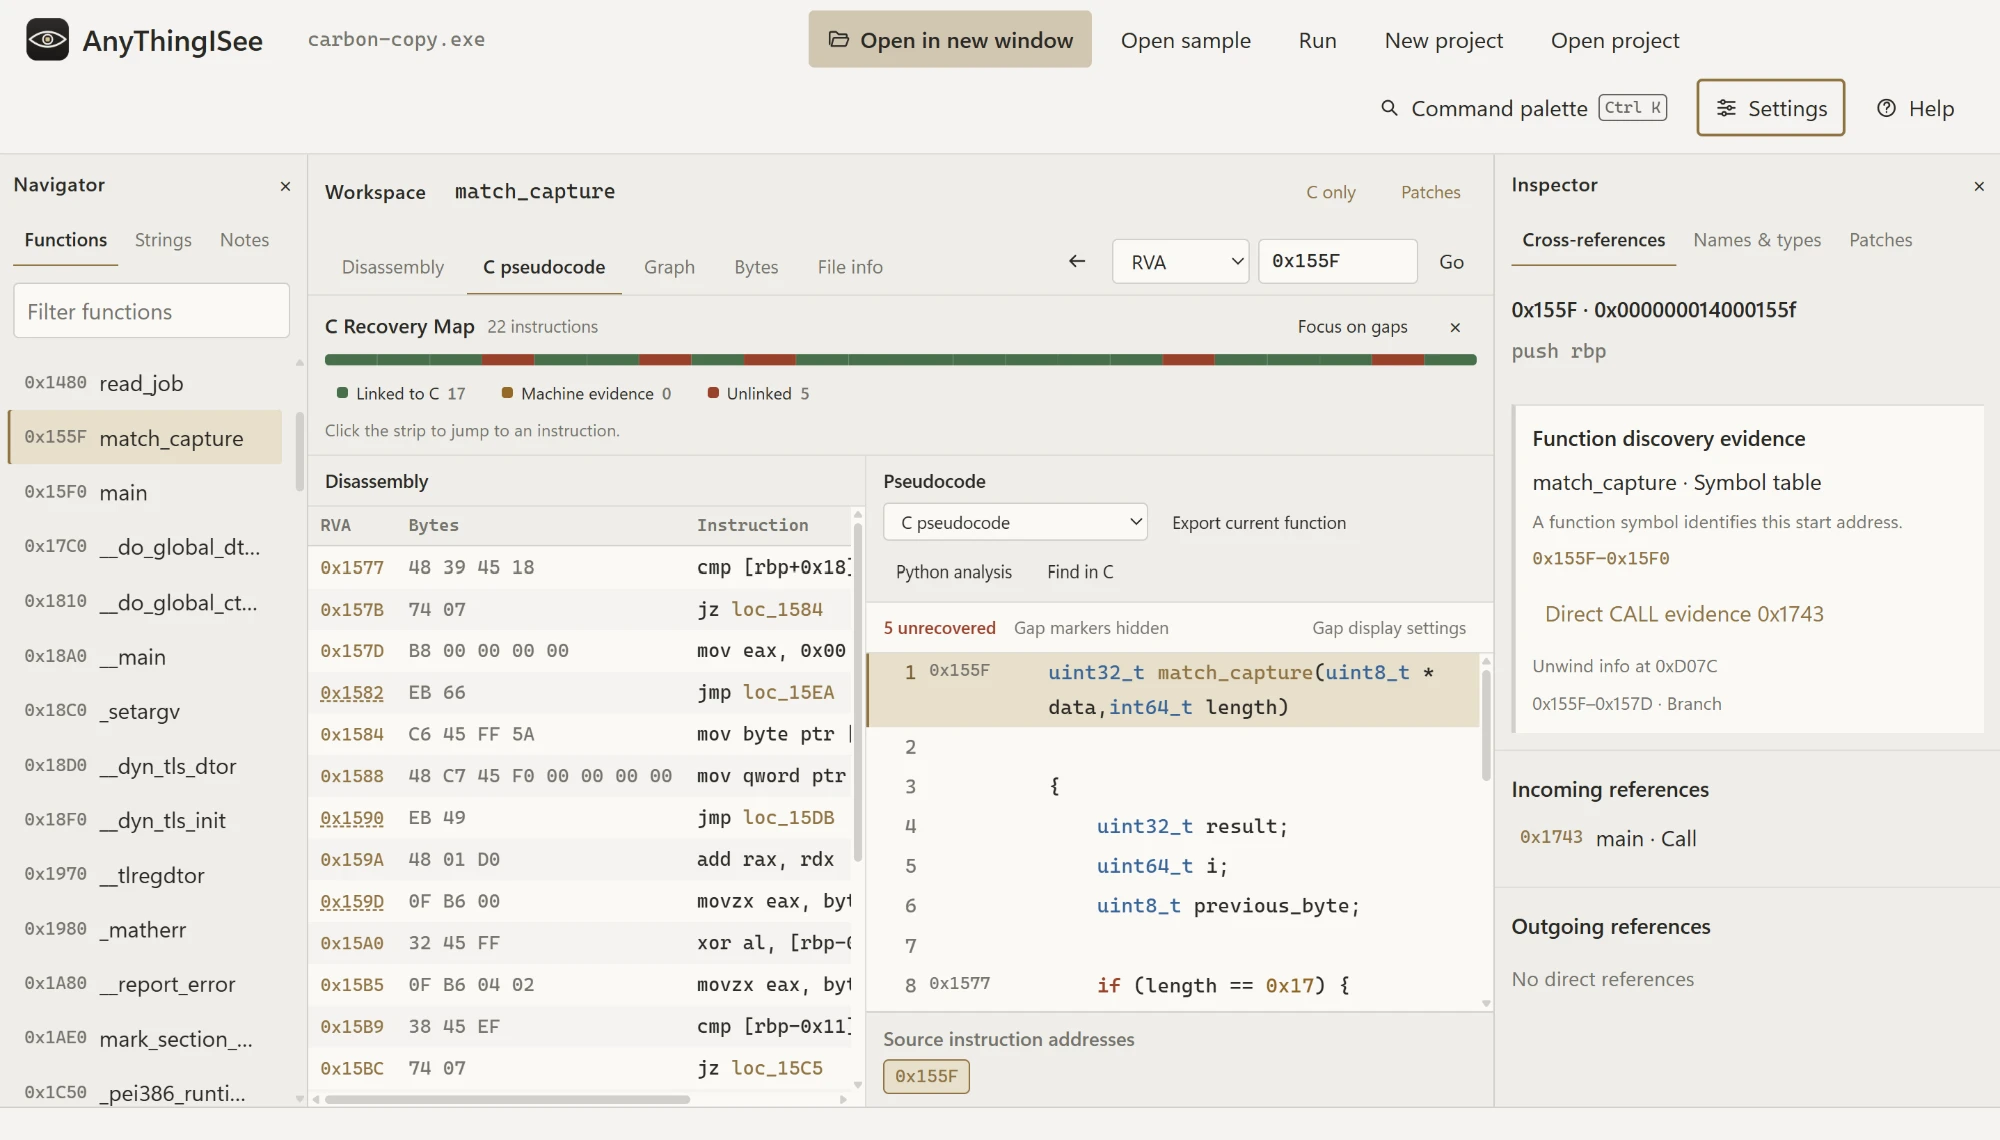 AnyThingISee
carbon-copy.exe
Open in new window
Open sample
Run
New project
Open project
Command palette Ctrl K
Settings
Help
Navigator ×
Functions Strings Notes
Filter functions
0x1480 read_job
0x155F match_capture
0x15F0 main
0x17C0 __do_global_dt...
0x1810 __do_global_ct...
0x18A0 __main
0x18C0 _setargv
0x18D0 __dyn_tls_dtor
0x18F0 __dyn_tls_init
0x1970 __tlregdtor
0x1980 _matherr
0x1A80 __report_error
0x1AE0 mark_section_...
0x1C50 _pei386_runti...
Workspace match_capture
C only Patches
Disassembly C pseudocode Graph Bytes File info
RVA 0x155F Go
C Recovery Map 22 instructions
Focus on gaps ×
Linked to C 17 Machine evidence 0 Unlinked 5
Click the strip to jump to an instruction.
Disassembly
RVA Bytes Instruction
0x1577 48 39 45 18 cmp [rbp+0x18]
0x157B 74 07 jz loc_1584
0x157D B8 00 00 00 00 mov eax, 0x00
0x1582 EB 66 jmp loc_15EA
0x1584 C6 45 FF 5A mov byte ptr [
0x1588 48 C7 45 F0 00 00 00 00 mov qword ptr
0x1590 EB 49 jmp loc_15DB
0x159A 48 01 D0 add rax, rdx
0x159D 0F B6 00 movzx eax, byt
0x15A0 32 45 FF xor al, [rbp-0
0x15B5 0F B6 04 02 movzx eax, byt
0x15B9 38 45 EF cmp [rbp-0x11]
0x15BC 74 07 jz loc_15C5
Pseudocode
C pseudocode Export current function
Python analysis Find in C
5 unrecovered Gap markers hidden Gap display settings
1 0x155F uint32_t match_capture(uint8_t *
data,int64_t length)
2
3 {
4 uint32_t result;
5 uint64_t i;
6 uint8_t previous_byte;
7
8 0x1577 if (length == 0x17) {
Source instruction addresses
0x155F
Inspector ×
Cross-references Names & types Patches
0x155F · 0x000000014000155f
push rbp
Function discovery evidence
match_capture · Symbol table
A function symbol identifies this start address.
0x155F–0x15F0
Direct CALL evidence 0x1743
Unwind info at 0xD07C
0x155F–0x157D · Branch
Incoming references
0x1743 main · Call
Outgoing references
No direct references